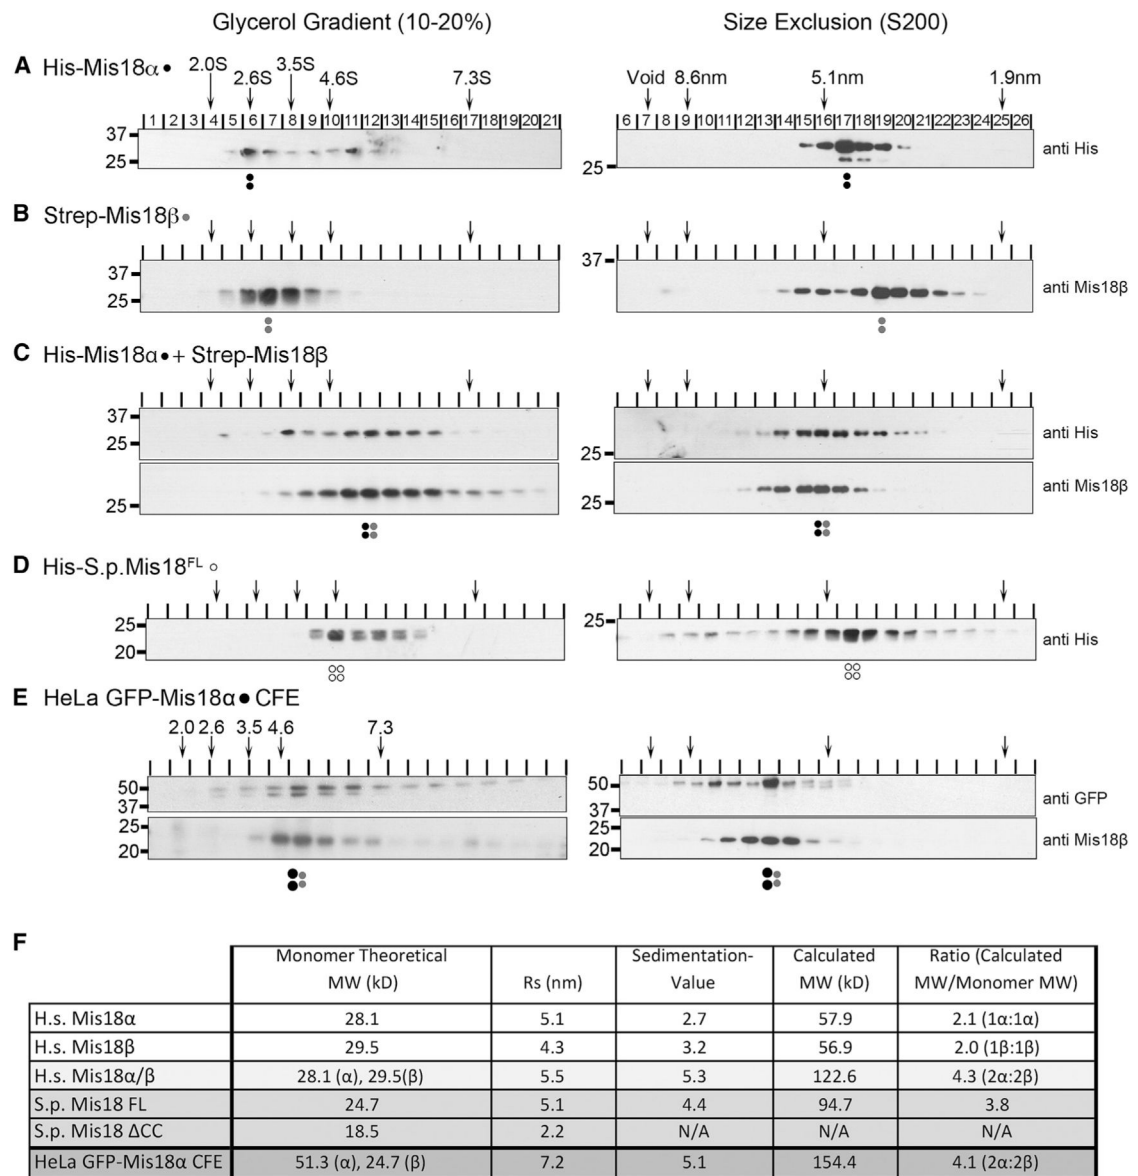 Glycerol Gradient (10-20%) Size Exclusion (S200)
A His-Mis18α
2.0S 2.6S 3.5S 4.6S 7.3S
Void 8.6nm 5.1nm 1.9nm
1 2 3 4 5 6 7 8 9 10 11 12 13 14 15 16 17 18 19 20 21
6 7 8 9 10 11 12 13 14 15 16 17 18 19 20 21 22 23 24 25 26
37
25
25
anti His
B Strep-Mis18β
37
25
37
anti Mis18β
C His-Mis18α + Strep-Mis18β
37
25
25
anti His
25
25
anti Mis18β
D His-S.p.Mis18FL
25
20
25
anti His
E HeLa GFP-Mis18α CFE
2.0 2.6 3.5 4.6 7.3
50
37
50
37
anti GFP
25
20
25
20
anti Mis18β
F
Monomer Theoretical MW (kD) Rs (nm) Sedimentation-Value Calculated MW (kD) Ratio (Calculated MW/Monomer MW)
H.s. Mis18α 28.1 5.1 2.7 57.9 2.1 (1α:1α)
H.s. Mis18β 29.5 4.3 3.2 56.9 2.0 (1β:1β)
H.s. Mis18α/β 28.1 (α), 29.5(β) 5.5 5.3 122.6 4.3 (2α:2β)
S.p. Mis18 FL 24.7 5.1 4.4 94.7 3.8
S.p. Mis18 ΔCC 18.5 2.2 N/A N/A N/A
HeLa GFP-Mis18α CFE 51.3 (α), 24.7 (β) 7.2 5.1 154.4 4.1 (2α:2β)